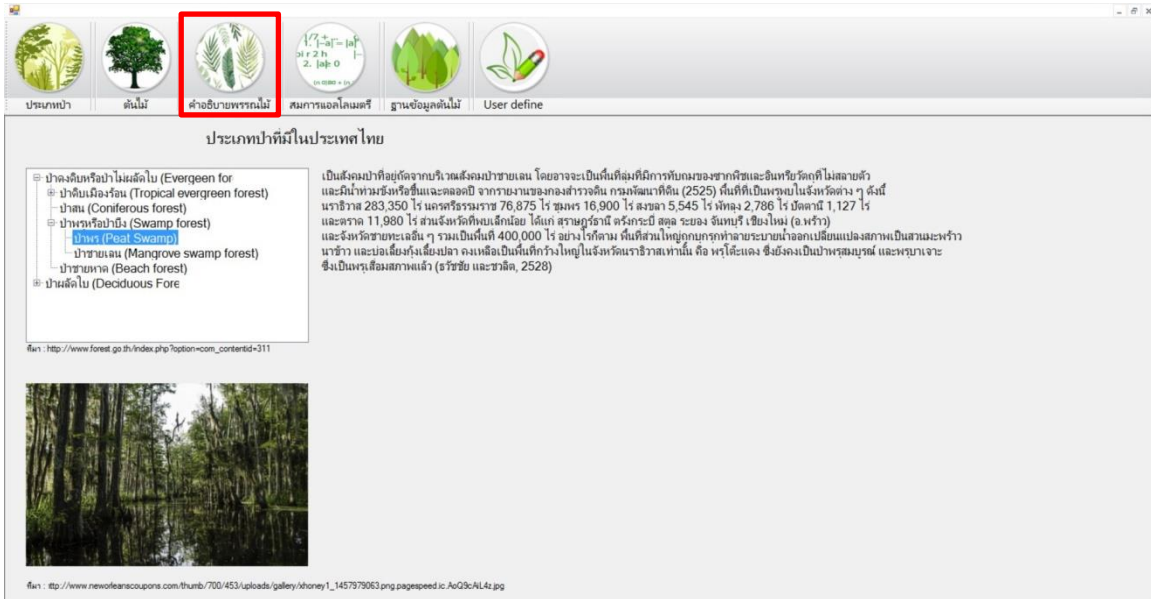 1. |-a| = |a|
2. |a|: 0
ประเภทป่า
ต้นไม้
คำอธิบายพรรณไม้
สมการแอลโลเมตรี
ฐานข้อมูลต้นไม้
User define
ประเภทป่าที่มีในประเทศไทย
ป่าดงดิบหรือป่าไม่ผลัดใบ (Evergeen for
ป่าดิบเมืองร้อน (Tropical evergreen forest)
ป่าสน (Coniferous forest)
ป่าพรุหรือป่าบึง (Swamp forest)
ป่าพรุ (Peat Swamp)
ป่าชายเลน (Mangrove swamp forest)
ป่าชายหาด (Beach forest)
ป่าผลัดใบ (Deciduous Fore
ที่มา : http://www.forest.go.th/index.php?option=com_contentid=311
เป็นสังคมป่าที่อยู่ถัดจากบริเวณสังคมป่าชายเลน โดยอาจจะเป็นพื้นที่ลุ่มที่มีการทับถมของซากพืชและอินทรียวัตถุที่ไม่สลายตัว
และมีน้ำท่วมขังหรือชื้นแฉะตลอดปี จากรายงานของกองสำรวจดิน กรมพัฒนาที่ดิน (2525) พื้นที่ที่เป็นพรุพบในจังหวัดต่าง ๆ ดังนี้
นราธิวาส 283,350 ไร่ นครศรีธรรมราช 76,875 ไร่ ชุมพร 16,900 ไร่ สงขลา 5,545 ไร่ พัทลุง 2,786 ไร่ ปัตตานี 1,127 ไร่
และตราด 11,980 ไร่ ส่วนจังหวัดที่พบเล็กน้อย ได้แก่ สุราษฎร์ธานี ตรังกระบี่ สตูล ระยอง จันทบุรี เชียงใหม่ (อ.พร้าว)
และจังหวัดชายทะเลอื่น ๆ รวมเป็นพื้นที่ 400,000 ไร่ อย่างไรก็ตาม พื้นที่ส่วนใหญ่ถูกบุกรุกทำลายระบายน้ำออกเปลี่ยนแปลงสภาพเป็นสวนมะพร้าว
นาข้าว และบ่อเลี้ยงกุ้งเลี้ยงปลา คงเหลือเป็นพื้นที่กว้างใหญ่ในจังหวัดนราธิวาสเท่านั้น คือ พรุโต๊ะแดง ซึ่งยังคงเป็นป่าพรุสมบูรณ์ และพรุบาเจาะ
ซึ่งเป็นพรุเสื่อมสภาพแล้ว (ธวัชชัย และชวลิต, 2528)
ที่มา : ttp://www.neworleanscoupons.com/thumb/700/453/uploads/gallery/xhoney1_1457979063.png.pagespeed.ic.AoQ9cAiL4z.jpg